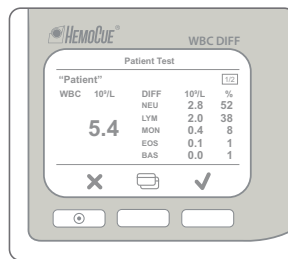 HemoCue®
WBC DIFF
Patient Test
“Patient” 1/2
WBC 10⁹/L DIFF 10⁹/L %
5.4
NEU 2.8 52
LYM 2.0 38
MON 0.4 8
EOS 0.1 1
BAS 0.0 1